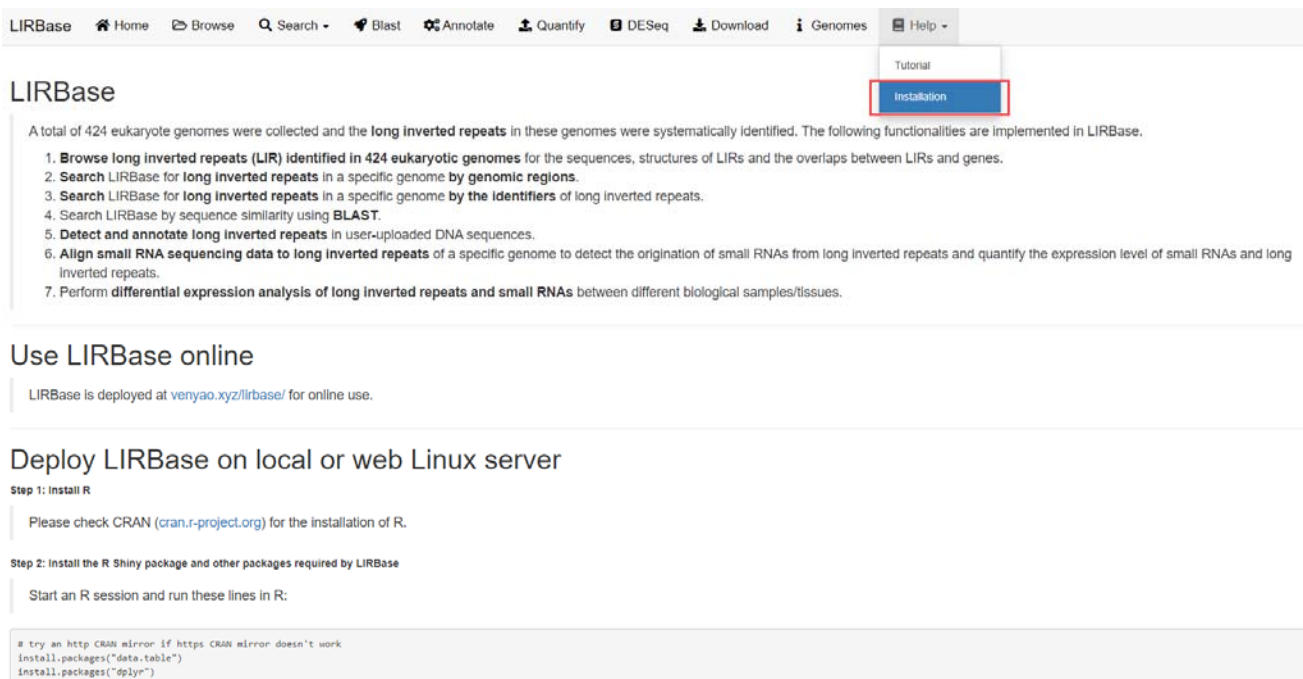 LIRBase Home Browse Search Blast Annotate Quantify DESeq Download Genomes Help
Tutorial
Installation
LIRBase
A total of 424 eukaryote genomes were collected and the long inverted repeats in these genomes were systematically identified. The following functionalities are implemented in LIRBase.
1. Browse long inverted repeats (LIR) identified in 424 eukaryotic genomes for the sequences, structures of LIRs and the overlaps between LIRs and genes.
2. Search LIRBase for long inverted repeats in a specific genome by genomic regions.
3. Search LIRBase for long inverted repeats in a specific genome by the identifiers of long inverted repeats.
4. Search LIRBase by sequence similarity using BLAST.
5. Detect and annotate long inverted repeats in user-uploaded DNA sequences.
6. Align small RNA sequencing data to long inverted repeats of a specific genome to detect the origination of small RNAs from long inverted repeats and quantify the expression level of small RNAs and long
inverted repeats.
7. Perform differential expression analysis of long inverted repeats and small RNAs between different biological samples/tissues.
Use LIRBase online
LIRBase is deployed at venyao.xyz/lirbase/ for online use.
Deploy LIRBase on local or web Linux server
Step 1: Install R
Please check CRAN (cran.r-project.org) for the installation of R.
Step 2: Install the R Shiny package and other packages required by LIRBase
Start an R session and run these lines in R:
# try an http CRAN mirror if https CRAN mirror doesn't work
install.packages("data.table")
install.packages("dplyr")